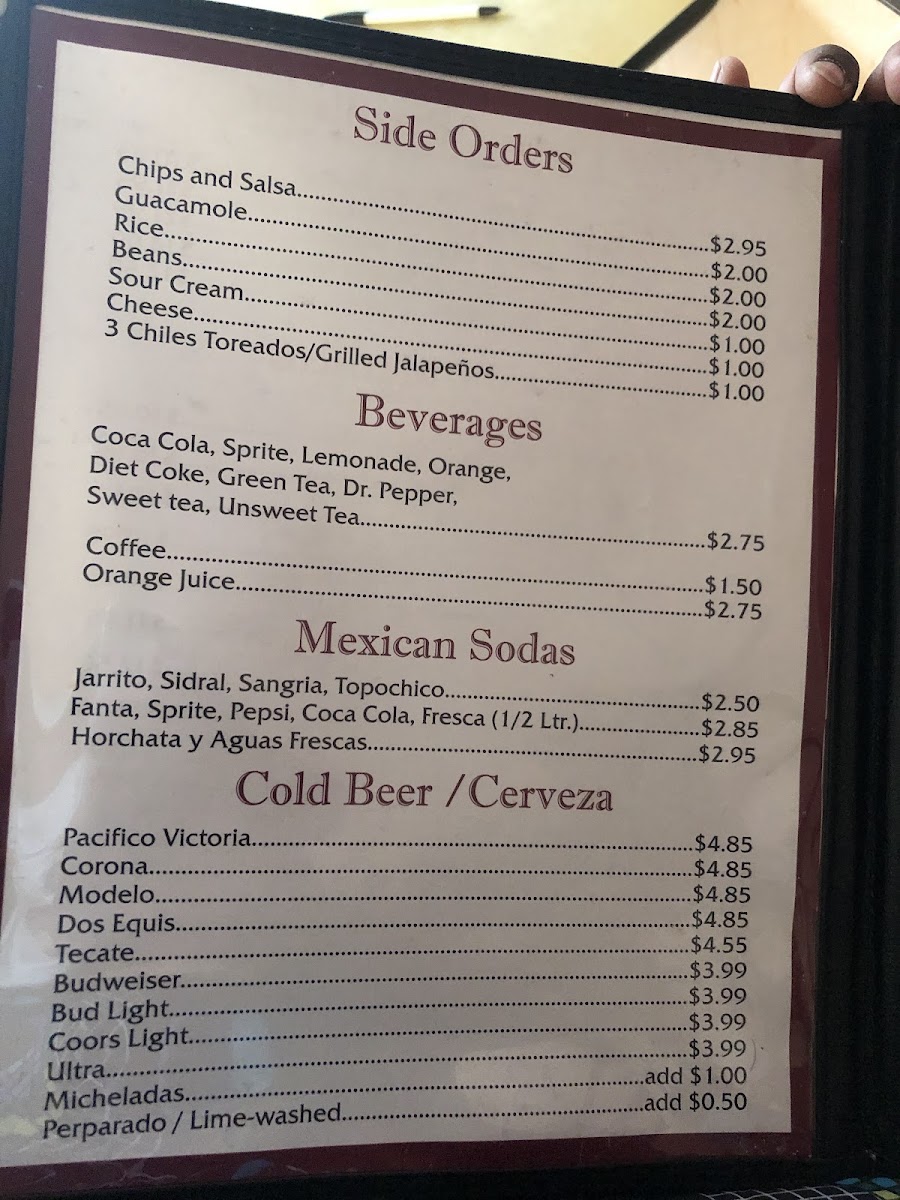 Side Orders
Chips and Salsa....................$2.95
Guacamole....................$2.00
Rice....................$2.00
Beans....................$2.00
Sour Cream....................$1.00
Cheese....................$1.00
3 Chiles Toreados/Grilled Jalapeños....................$1.00
Beverages
Coca Cola, Sprite, Lemonade, Orange,
Diet Coke, Green Tea, Dr. Pepper,
Sweet tea, Unsweet Tea....................$2.75
Coffee....................$1.50
Orange Juice....................$2.75
Mexican Sodas
Jarrito, Sidral, Sangria, Topochico....................$2.50
Fanta, Sprite, Pepsi, Coca Cola, Fresca (1/2 Ltr.)....................$2.85
Horchata y Aguas Frescas....................$2.95
Cold Beer /Cerveza
Pacifico Victoria....................$4.85
Corona....................$4.85
Modelo....................$4.85
Dos Equis....................$4.85
Tecate....................$4.55
Budweiser....................$3.99
Bud Light....................$3.99
Coors Light....................$3.99
Ultra....................$3.99
Micheladas....................add $1.00
Perparado / Lime-washed....................add $0.50